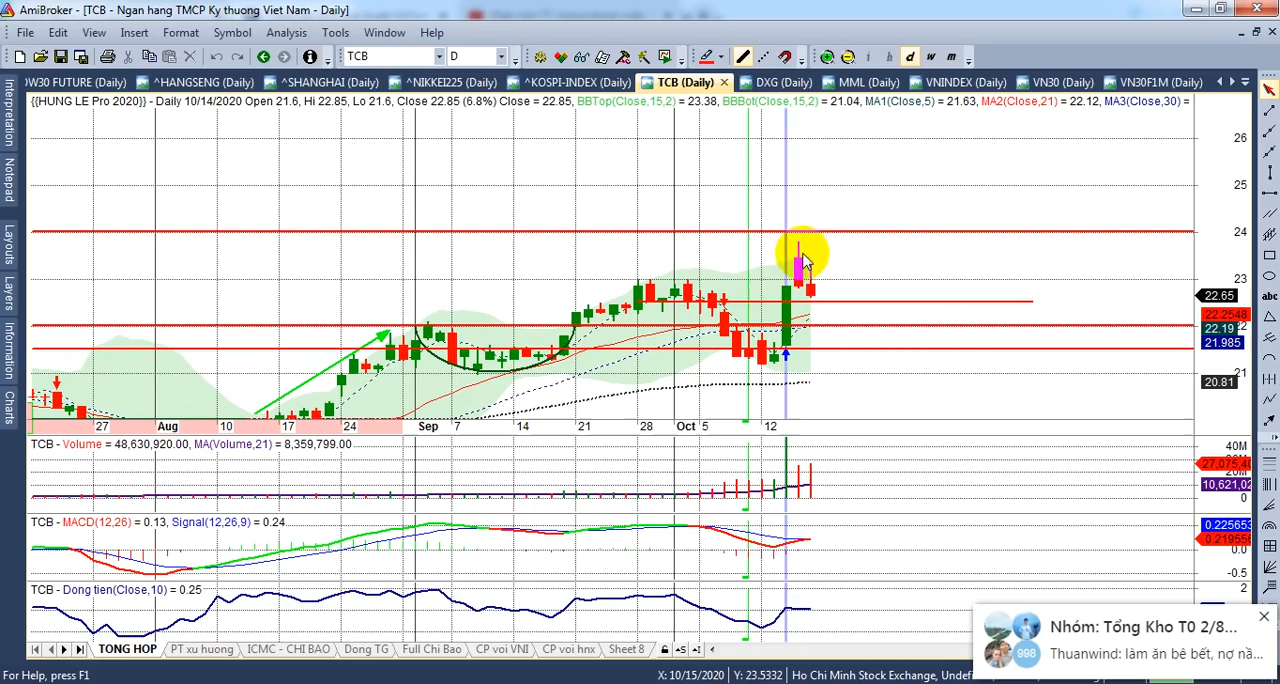 AmiBroker - [TCB - Ngan hang TMCP Ky thuong Viet Nam - Daily]
File Edit View Insert Format Symbol Analysis Tools Window Help
TCB D i h d w m
W30 FUTURE (Daily) ^HANGSENG (Daily) ^SHANGHAI (Daily) ^NIKKEI225 (Daily) ^KOSPI-INDEX (Daily) TCB (Daily) DXG (Daily) MML (Daily) VNINDEX (Daily) VN30 (Daily) VN30F1M (Daily)
{{HUNG LE Pro 2020}} - Daily 10/14/2020 Open 21.6, Hi 22.85, Lo 21.6, Close 22.85 (6.8%) Close = 22.85, BBTop(Close,15,2) = 23.38, BBBot(Close,15,2) = 21.04, MA1(Close,5) = 21.63, MA2(Close,21) = 22.12, MA3(Close,30) =
Interpretation
Notepad
Layouts
Layers
Information
Charts
abc
26
25
24
23
22.65
22.2548
22.19
22
21.985
21
20.81
27 Aug 10 17 24 Sep 7 14 21 28 Oct 5 12
TCB - Volume = 48,630,920.00, MA(Volume,21) = 8,359,799.00
40M
27,075,40
10,621,02
0
TCB - MACD(12,26) = 0.13, Signal(12,26,9) = 0.24
0.225653
0.219556
0.0
-0.5
TCB - Dong tien(Close,10) = 0.25
2
Nhóm: Tổng Kho T0 2/8...
998
Thuanwind: làm ăn bê bết, nợ nầ...
TONG HOP PT xu huong ICMC - CHI BAO Dong TG Full Chi Bao CP voi VNI CP voi hnx Sheet 8
For Help, press F1 X: 10/15/2020 Y: 23.5332 Ho Chi Minh Stock Exchange, Undef